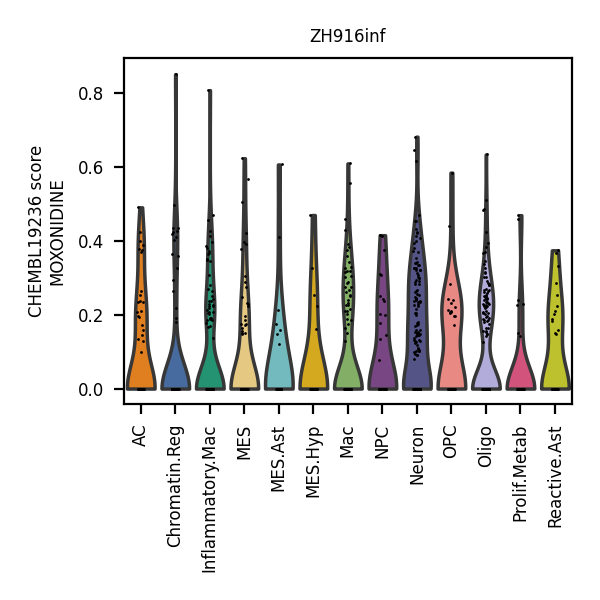 ZH916inf
CHEMBL19236 score
MOXONIDINE
0.8
0.6
0.4
0.2
0.0
AC
Chromatin.Reg
Inflammatory.Mac
MES
MES.Ast
MES.Hyp
Mac
NPC
Neuron
OPC
Oligo
Prolif.Metab
Reactive.Ast